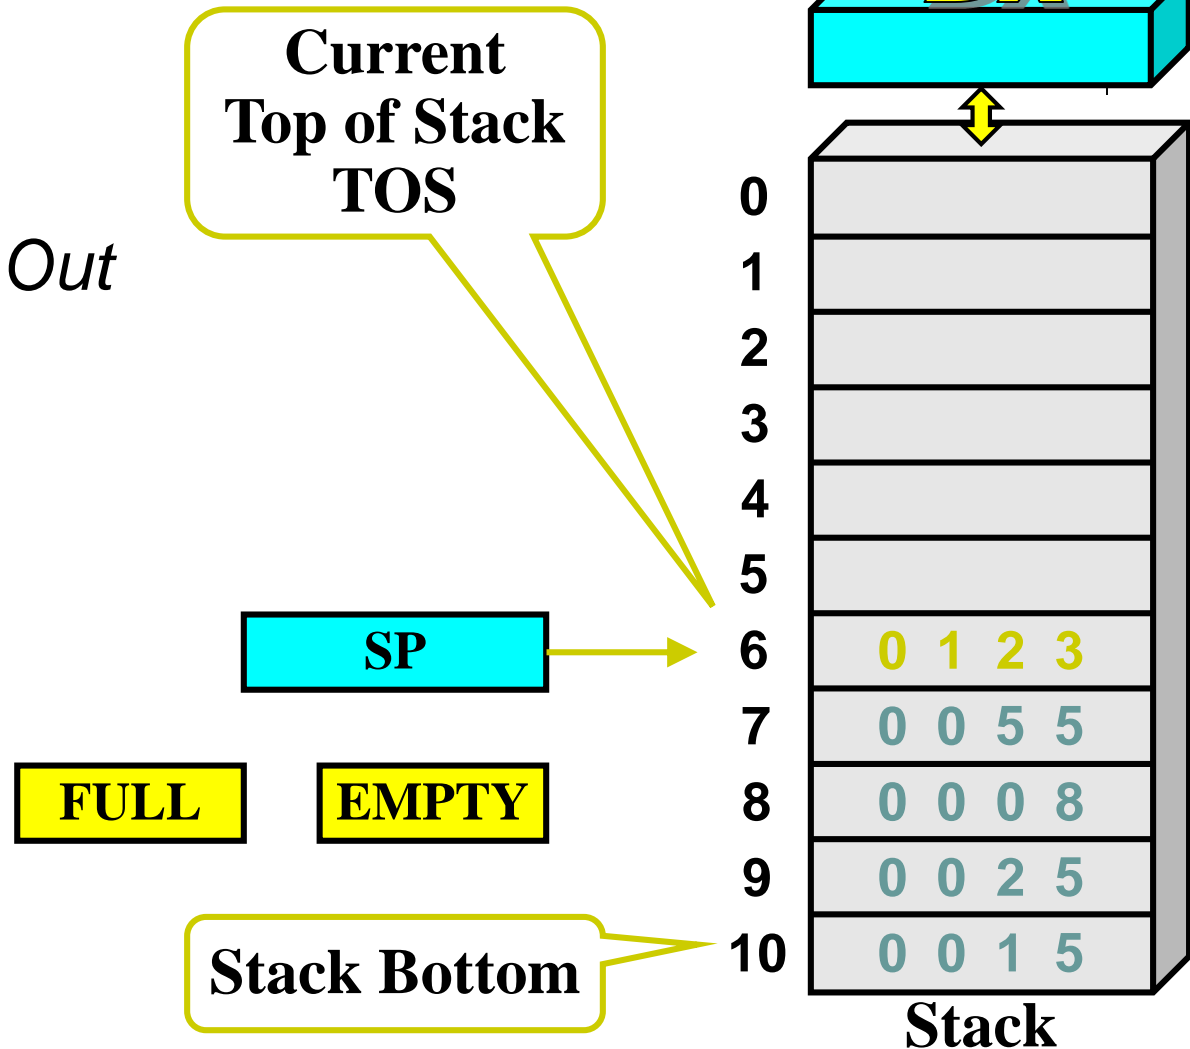 Current
Top of Stack
TOS
Out
0
1
2
3
4
5
SP
6 0 1 2 3
7 0 0 5 5
FULL
EMPTY
8 0 0 0 8
9 0 0 2 5
Stack Bottom
10 0 0 1 5
Stack